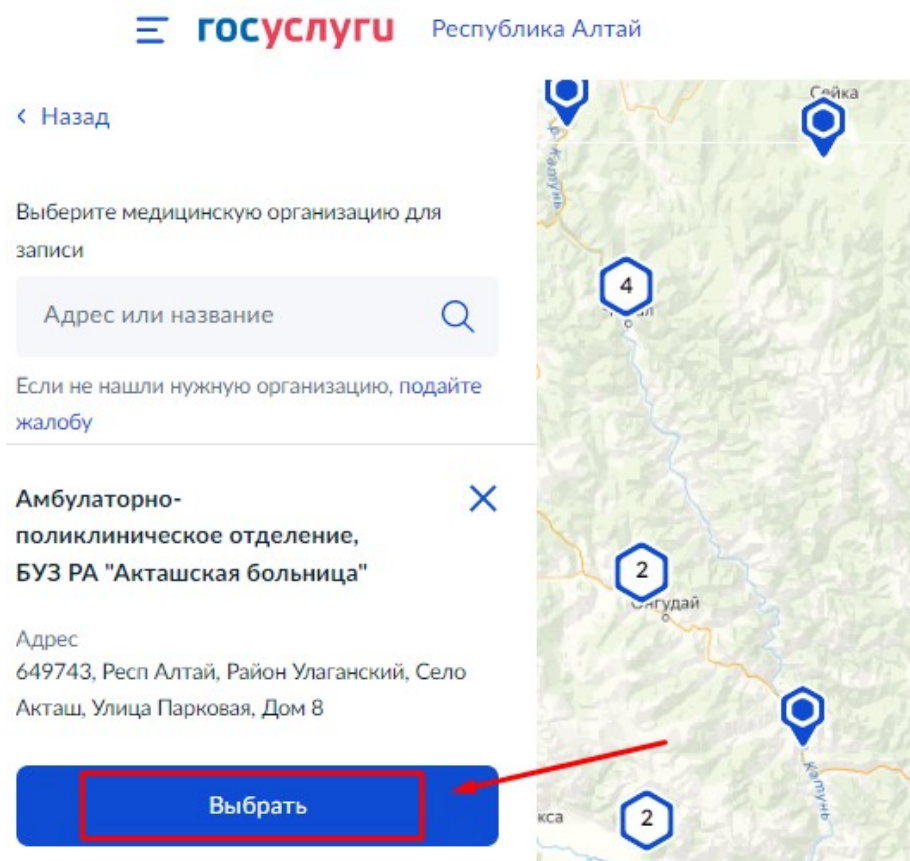 госуслуги Республика Алтай
Назад
Выберите медицинскую организацию для
записи
Адрес или название
Если не нашли нужную организацию, подайте
жалобу
Амбулаторно-
поликлиническое отделение,
БУЗ РА "Акташская больница"
Адрес
649743, Респ Алтай, Район Улаганский, Село
Акташ, Улица Парковая, Дом 8
Выбрать
р. Катунь
4
2
Катунь
кса
2